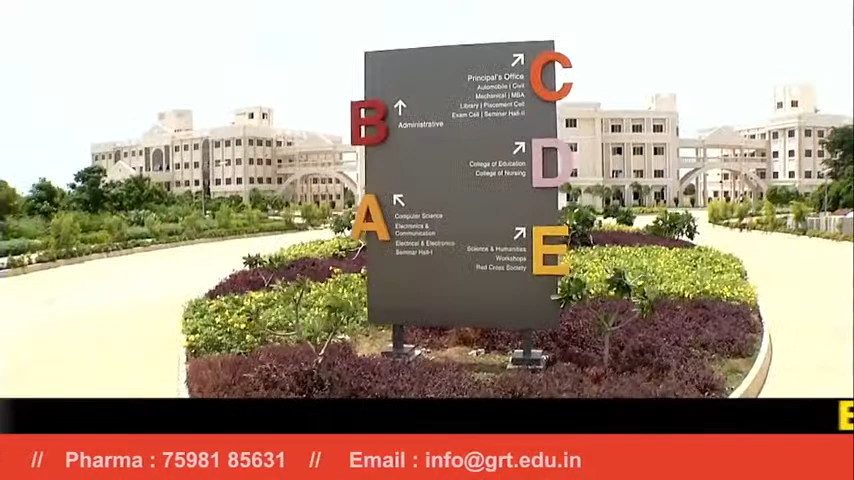 B
↑
Administrative
A
↖
Computer Science
Electronics &
Communication
Electrical & Electronics
Seminar Hall-I
C
↗
Principal's Office
Automobile | Civil
Mechanical | MBA
Library | Placement Cell
Exam Cell | Seminar Hall-II
D
↗
College of Education
College of Nursing
E
↗
Science & Humanities
Workshops
Red Cross Society
// Pharma : 75981 85631 // Email : info@grt.edu.in